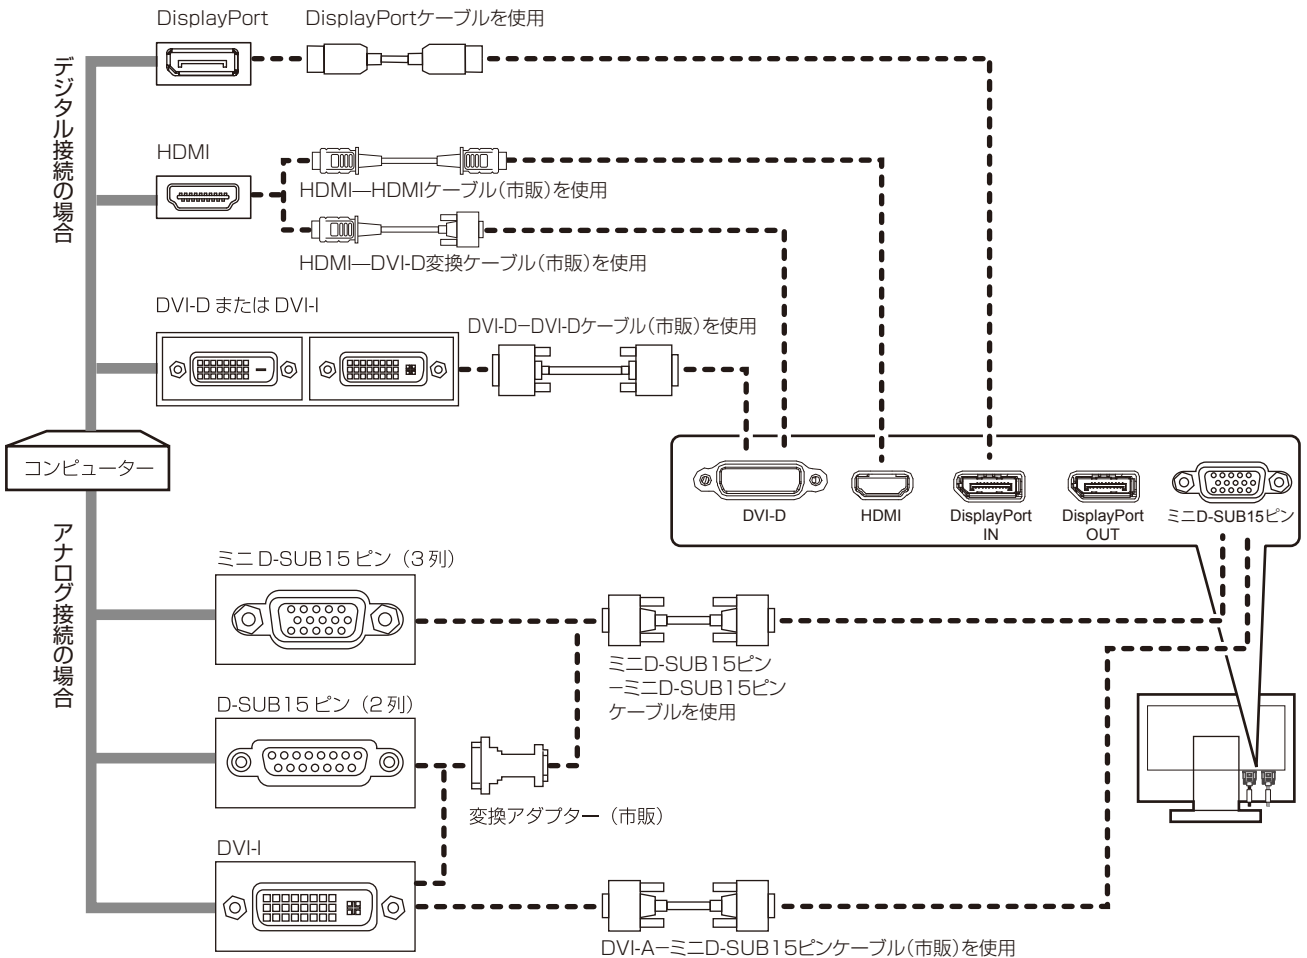 DisplayPort
DisplayPortケーブルを使用
デジタル接続の場合
HDMI
HDMI―HDMIケーブル（市販）を使用
HDMI―DVI-D変換ケーブル（市販）を使用
DVI-D または DVI-I
DVI-D−DVI-Dケーブル（市販）を使用
コンピューター
DVI-D
HDMI
DisplayPort
IN
DisplayPort
OUT
ミニD-SUB15ピン
アナログ接続の場合
ミニ D-SUB15 ピン（3 列）
ミニD-SUB15ピン
−ミニD-SUB15ピン
ケーブルを使用
D-SUB15 ピン（2 列）
変換アダプター（市販）
DVI-I
DVI-A−ミニD-SUB15ピンケーブル（市販）を使用